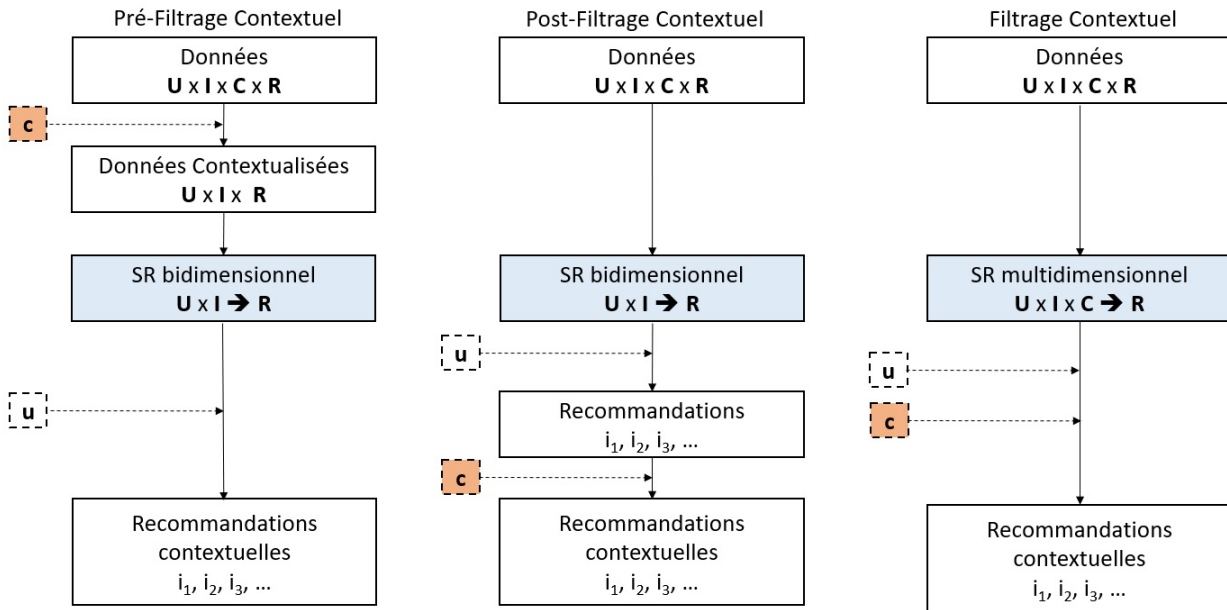 Pré-Filtrage Contextuel
Données
U x I x C x R
c
Données Contextualisées
U x I x R
SR bidimensionnel
U x I ➔ R
u
Recommandations
contextuelles
i₁, i₂, i₃, ...
Post-Filtrage Contextuel
Données
U x I x C x R
SR bidimensionnel
U x I ➔ R
u
Recommandations
i₁, i₂, i₃, ...
c
Recommandations
contextuelles
i₁, i₂, i₃, ...
Filtrage Contextuel
Données
U x I x C x R
SR multidimensionnel
U x I x C ➔ R
u
c
Recommandations
contextuelles
i₁, i₂, i₃, ...